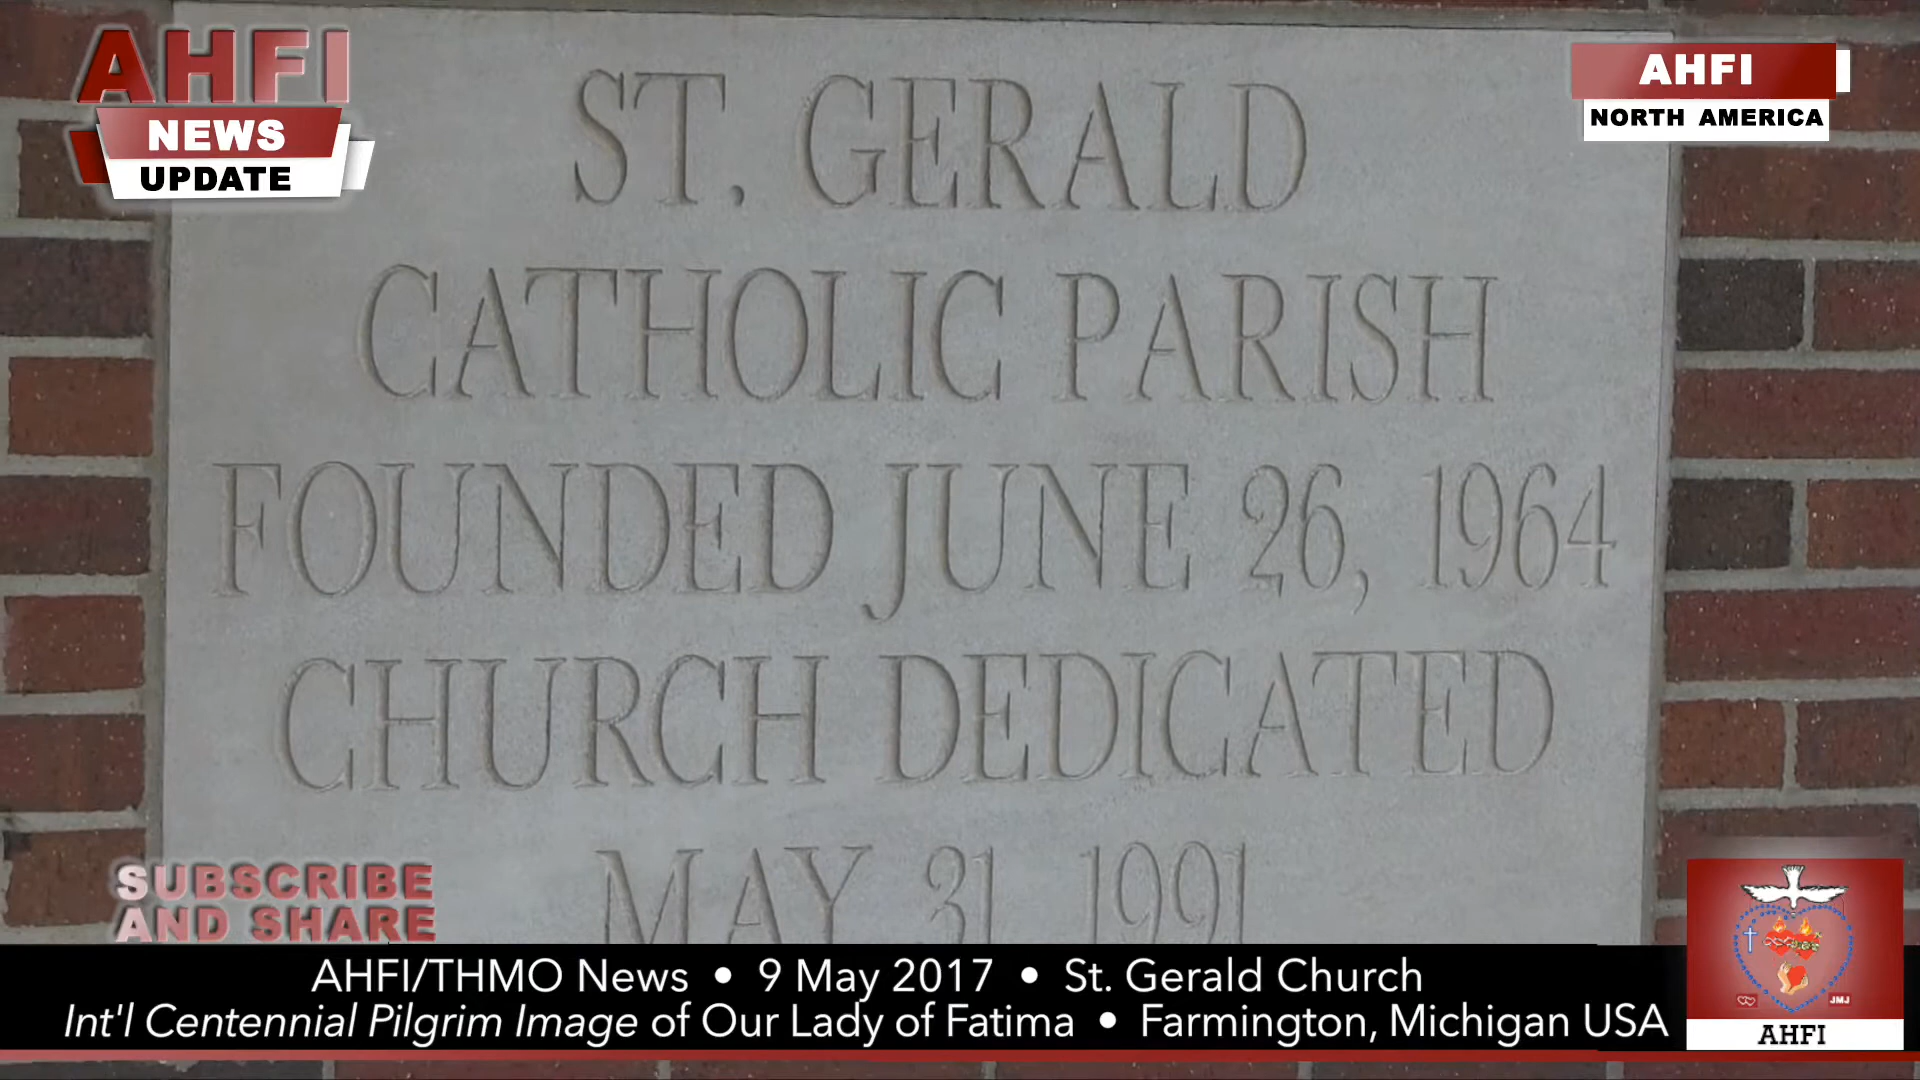 AHFI
NEWS
UPDATE
AHFI
NORTH AMERICA
ST. GERALD
CATHOLIC PARISH
FOUNDED JUNE 26, 1964
CHURCH DEDICATED
MAY 31 1991
SUBSCRIBE
AND SHARE
AHFI/THMO News • 9 May 2017 • St. Gerald Church
Int'l Centennial Pilgrim Image of Our Lady of Fatima • Farmington, Michigan USA
JMJ
AHFI